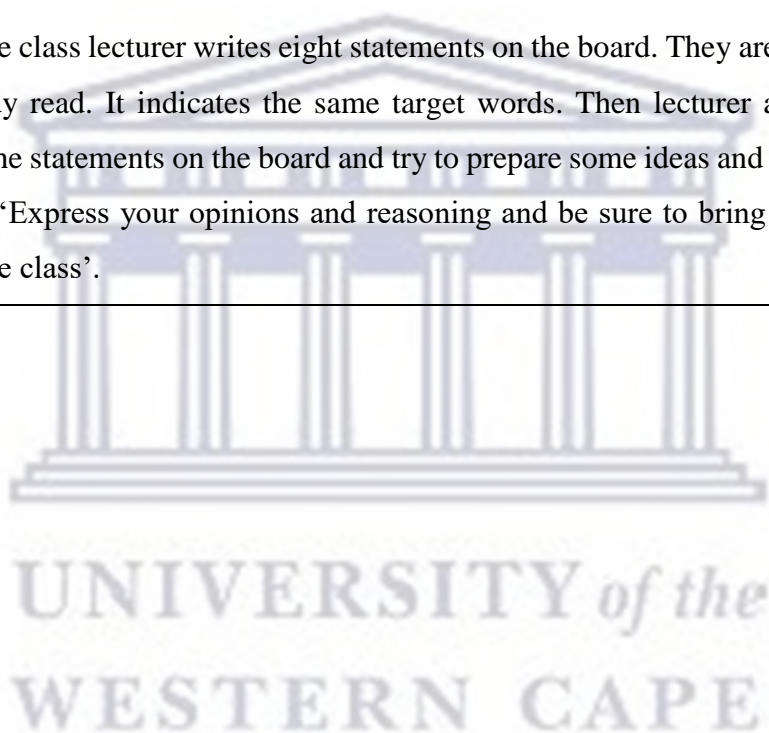 e class lecturer writes eight statements on the board. They are
y read. It indicates the same target words. Then lecturer a
ne statements on the board and try to prepare some ideas and
‘Express your opinions and reasoning and be sure to bring
e class’.
UNIVERSITY of the
WESTERN CAPE